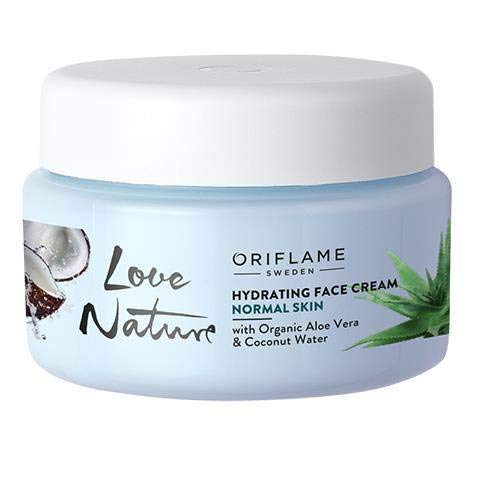 Love
Nature
ORIFLAME
SWEDEN
HYDRATING FACE CREAM
NORMAL SKIN
with Organic Aloe Vera
& Coconut Water